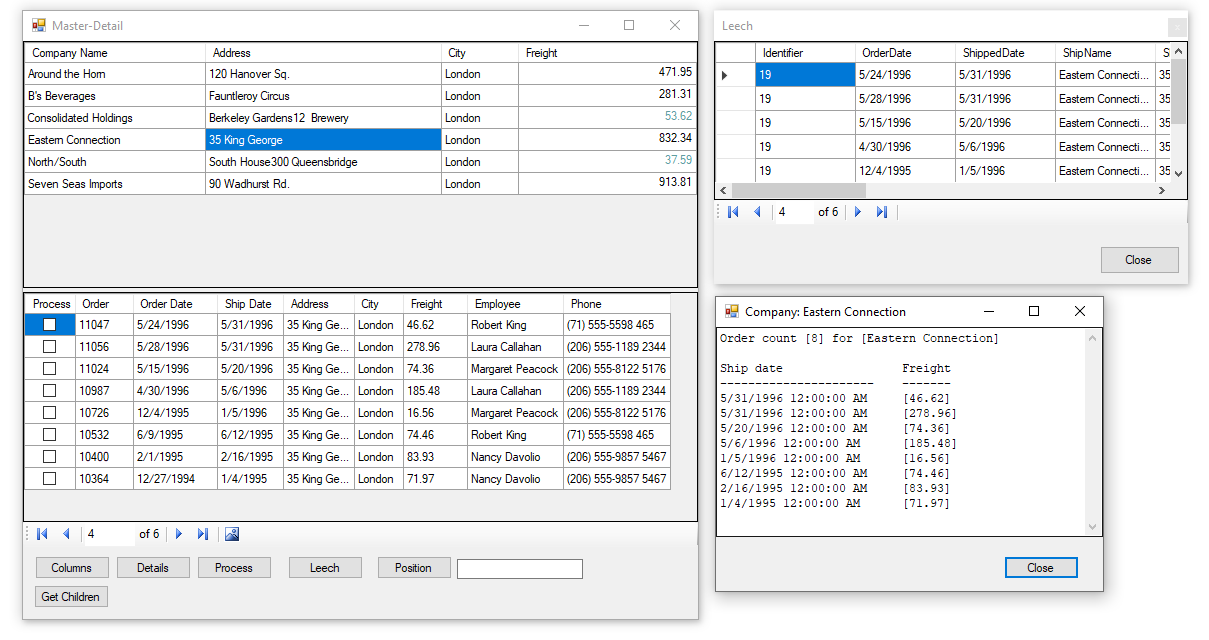 Master-Detail
Company Name Address City Freight
Around the Horn 120 Hanover Sq. London 471.95
B's Beverages Fauntleroy Circus London 281.31
Consolidated Holdings Berkeley Gardens12 Brewery London 53.62
Eastern Connection 35 King George London 832.34
North/South South House300 Queensbridge London 37.59
Seven Seas Imports 90 Wadhurst Rd. London 913.81
Process Order Order Date Ship Date Address City Freight Employee Phone
11047 5/24/1996 5/31/1996 35 King Ge... London 46.62 Robert King (71) 555-5598 465
11056 5/28/1996 5/31/1996 35 King Ge... London 278.96 Laura Callahan (206) 555-1189 2344
11024 5/15/1996 5/20/1996 35 King Ge... London 74.36 Margaret Peacock (206) 555-8122 5176
10987 4/30/1996 5/6/1996 35 King Ge... London 185.48 Laura Callahan (206) 555-1189 2344
10726 12/4/1995 1/5/1996 35 King Ge... London 16.56 Margaret Peacock (206) 555-8122 5176
10532 6/9/1995 6/12/1995 35 King Ge... London 74.46 Robert King (71) 555-5598 465
10400 2/1/1995 2/16/1995 35 King Ge... London 83.93 Nancy Davolio (206) 555-9857 5467
10364 12/27/1994 1/4/1995 35 King Ge... London 71.97 Nancy Davolio (206) 555-9857 5467
4 of 6
Columns Details Process Leech Position
Get Children
Leech
Identifier OrderDate ShippedDate ShipName S
19 5/24/1996 5/31/1996 Eastern Connecti... 35
19 5/28/1996 5/31/1996 Eastern Connecti... 35
19 5/15/1996 5/20/1996 Eastern Connecti... 35
19 4/30/1996 5/6/1996 Eastern Connecti... 35
19 12/4/1995 1/5/1996 Eastern Connecti... 35
4 of 6
Close
Company: Eastern Connection
Order count [8] for [Eastern Connection]
Ship date Freight
---------------------- -------
5/31/1996 12:00:00 AM [46.62]
5/31/1996 12:00:00 AM [278.96]
5/20/1996 12:00:00 AM [74.36]
5/6/1996 12:00:00 AM [185.48]
1/5/1996 12:00:00 AM [16.56]
6/12/1995 12:00:00 AM [74.46]
2/16/1995 12:00:00 AM [83.93]
1/4/1995 12:00:00 AM [71.97]
Close